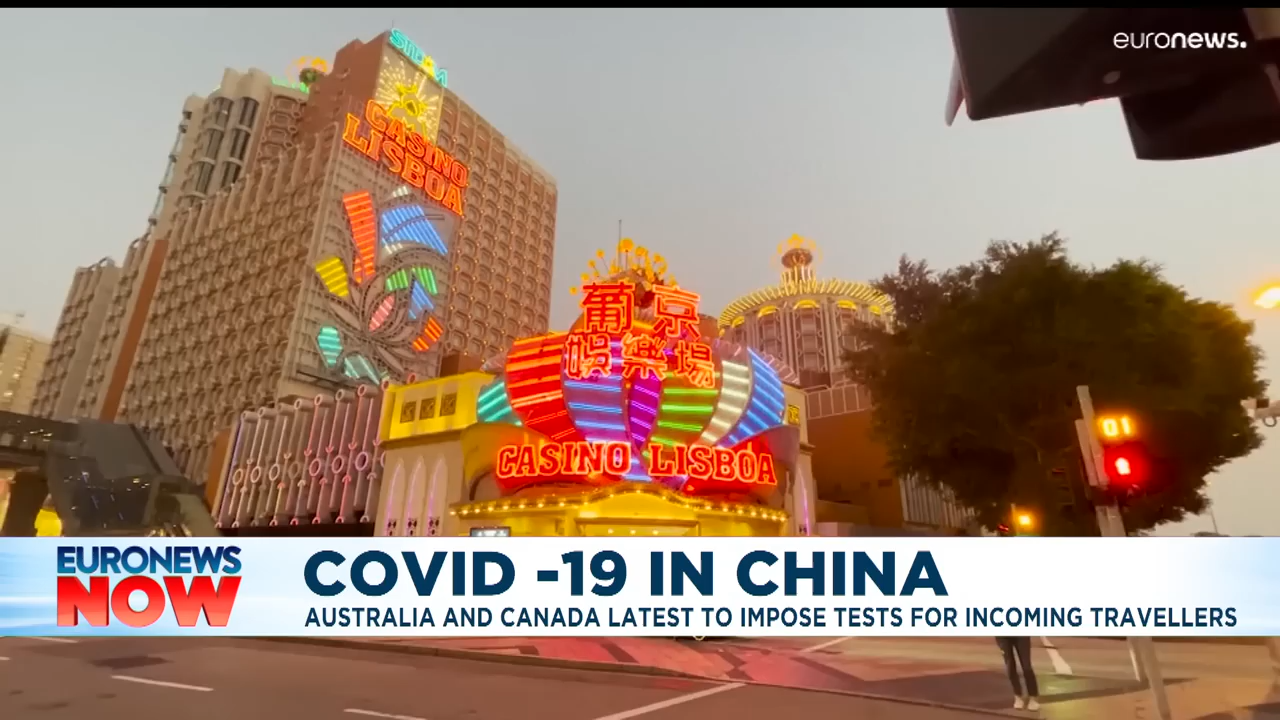 euronews.
STDM
CASINO
LISBOA
葡京
娛樂場
CASINO LISBOA
01
EURONEWS
NOW
COVID -19 IN CHINA
AUSTRALIA AND CANADA LATEST TO IMPOSE TESTS FOR INCOMING TRAVELLERS